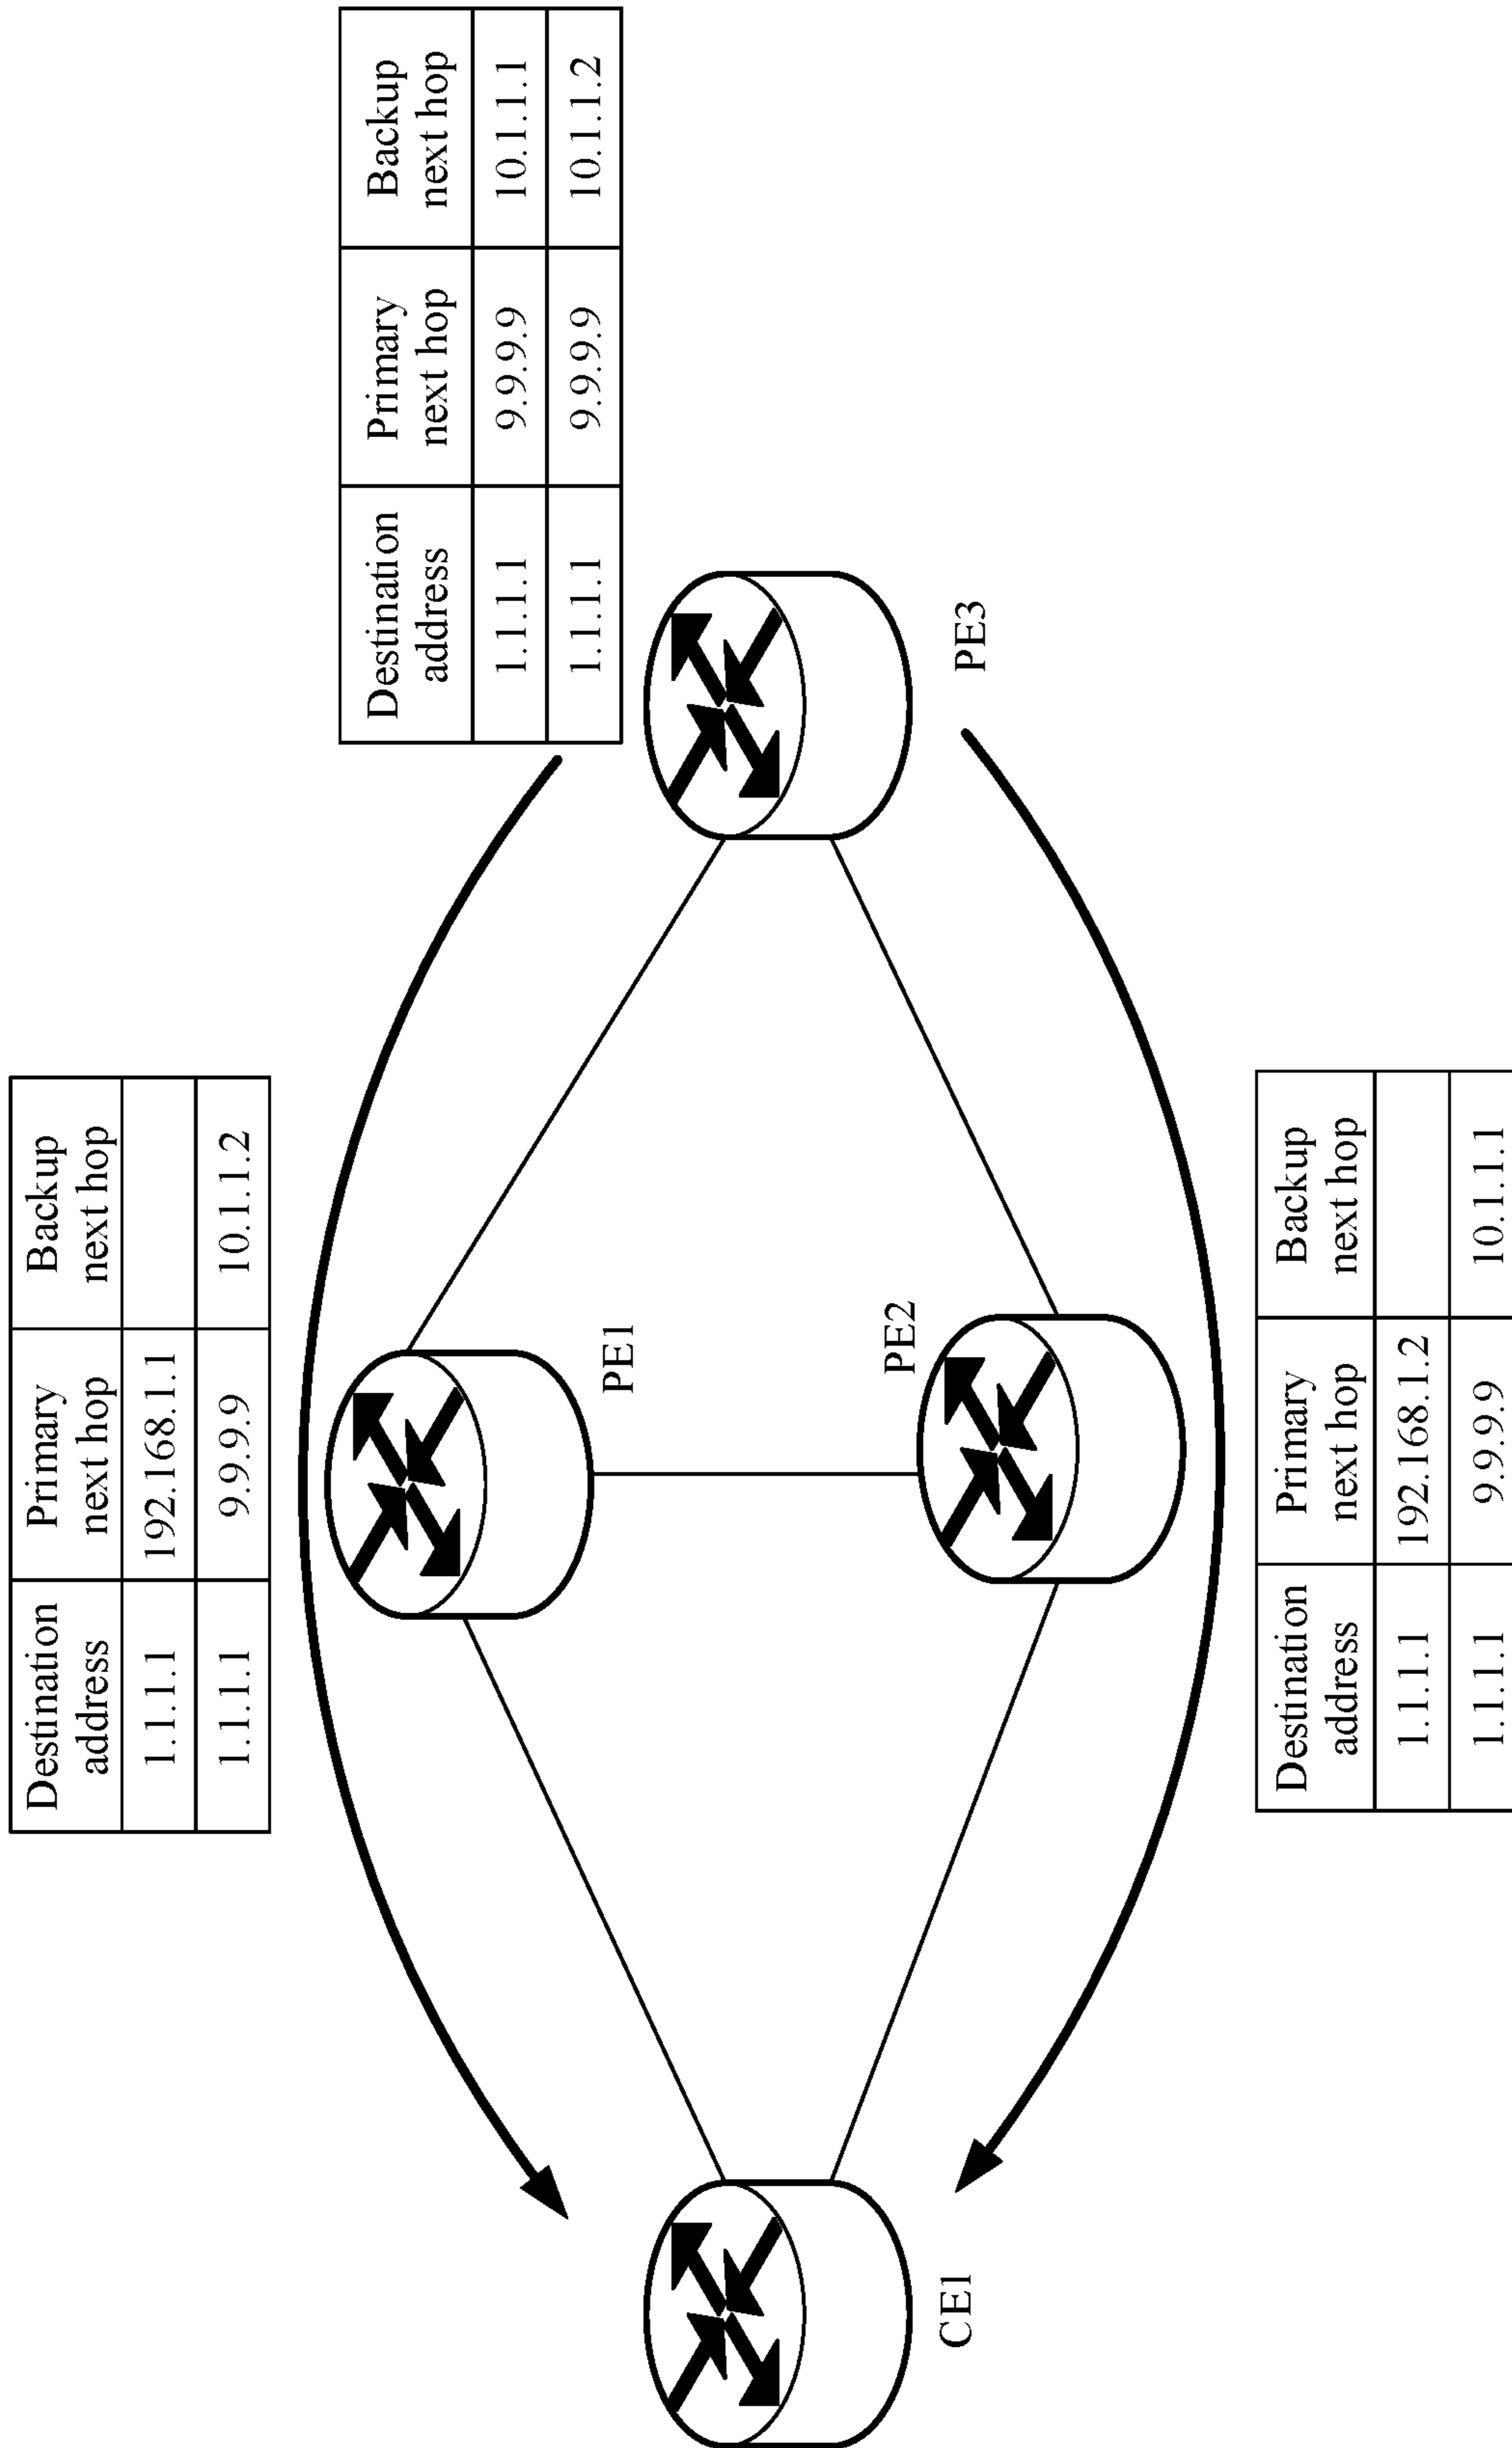 Destination address
Primary next hop
Backup next hop
1.1.1.1
192.168.1.1
1.1.1.1
9.9.9.9
10.1.1.2
Destination address
Primary next hop
Backup next hop
1.1.1.1
9.9.9.9
10.1.1.1
1.1.1.1
9.9.9.9
10.1.1.2
PE1
CE1
PE3
PE2
Destination address
Primary next hop
Backup next hop
1.1.1.1
192.168.1.2
1.1.1.1
9.9.9.9
10.1.1.1